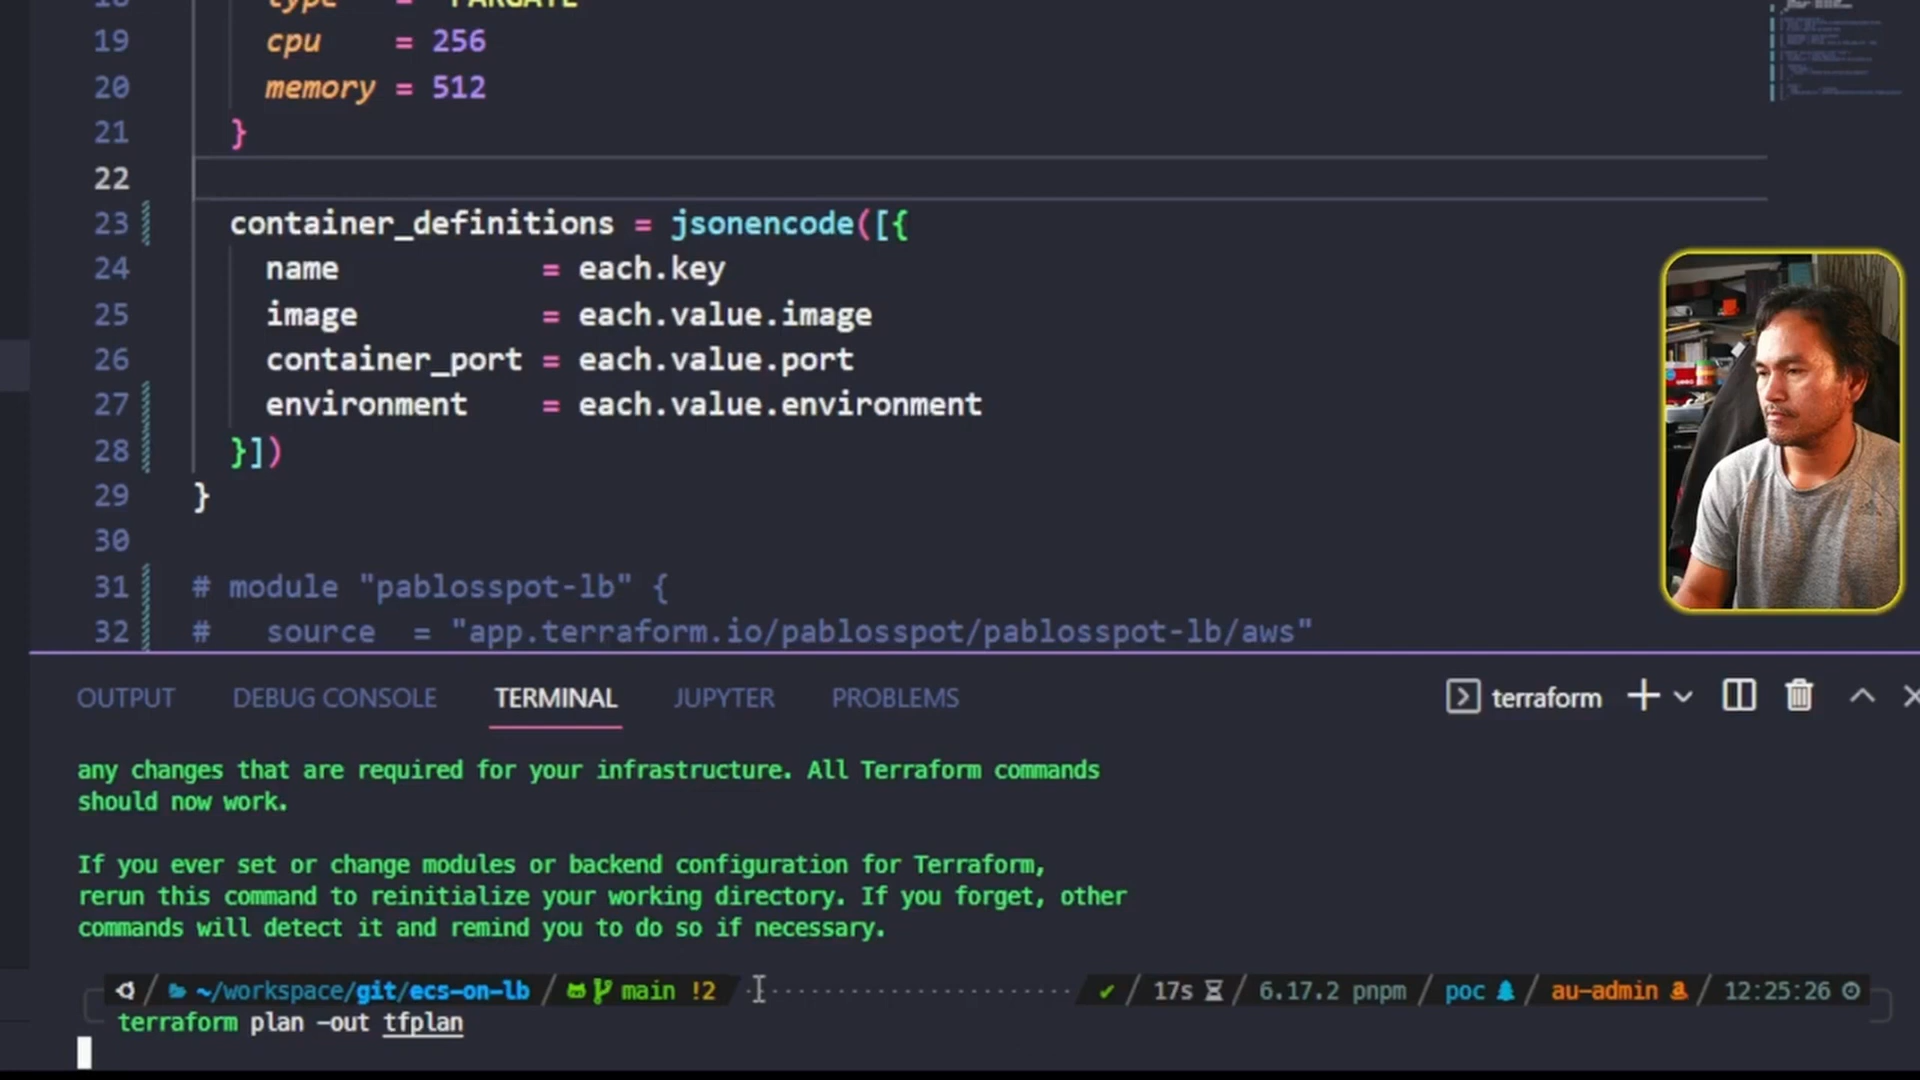 18 type = "FARGATE"
19 cpu = 256
20 memory = 512
21 }
22
23 container_definitions = jsonencode([{
24 name = each.key
25 image = each.value.image
26 container_port = each.value.port
27 environment = each.value.environment
28 }])
29 }
30
31 # module "pablosspot-lb" {
32 # source = "app.terraform.io/pablosspot/pablosspot-lb/aws"
OUTPUT DEBUG CONSOLE TERMINAL JUPYTER PROBLEMS terraform
any changes that are required for your infrastructure. All Terraform commands
should now work.
If you ever set or change modules or backend configuration for Terraform,
rerun this command to reinitialize your working directory. If you forget, other
commands will detect it and remind you to do so if necessary.
~/workspace/git/ecs-on-lb main !2 ✔ 17s 6.17.2 pnpm poc au-admin 12:25:26
terraform plan -out tfplan